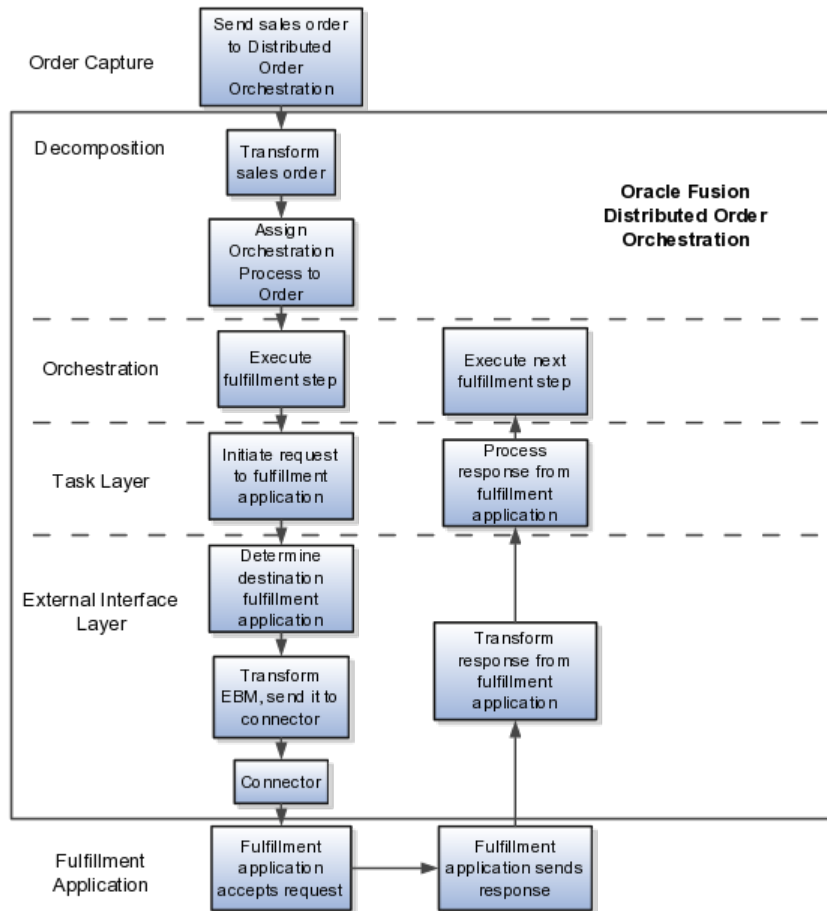 Order Capture
Send sales order
to Distributed
Order
Orchestration
Decomposition
Transform
sales order
Oracle Fusion
Distributed Order
Orchestration
Assign
Orchestration
Process to
Order
Orchestration
Execute
fulfillment step
Execute next
fulfillment step
Task Layer
Initiate request
to fulfillment
application
Process
response from
fulfillment
application
External Interface
Layer
Determine
destination
fulfillment
application
Transform
EBM, send it to
connector
Transform
response from
fulfillment
application
Connector
Fulfillment
Application
Fulfillment
application
accepts request
Fulfillment
application sends
response